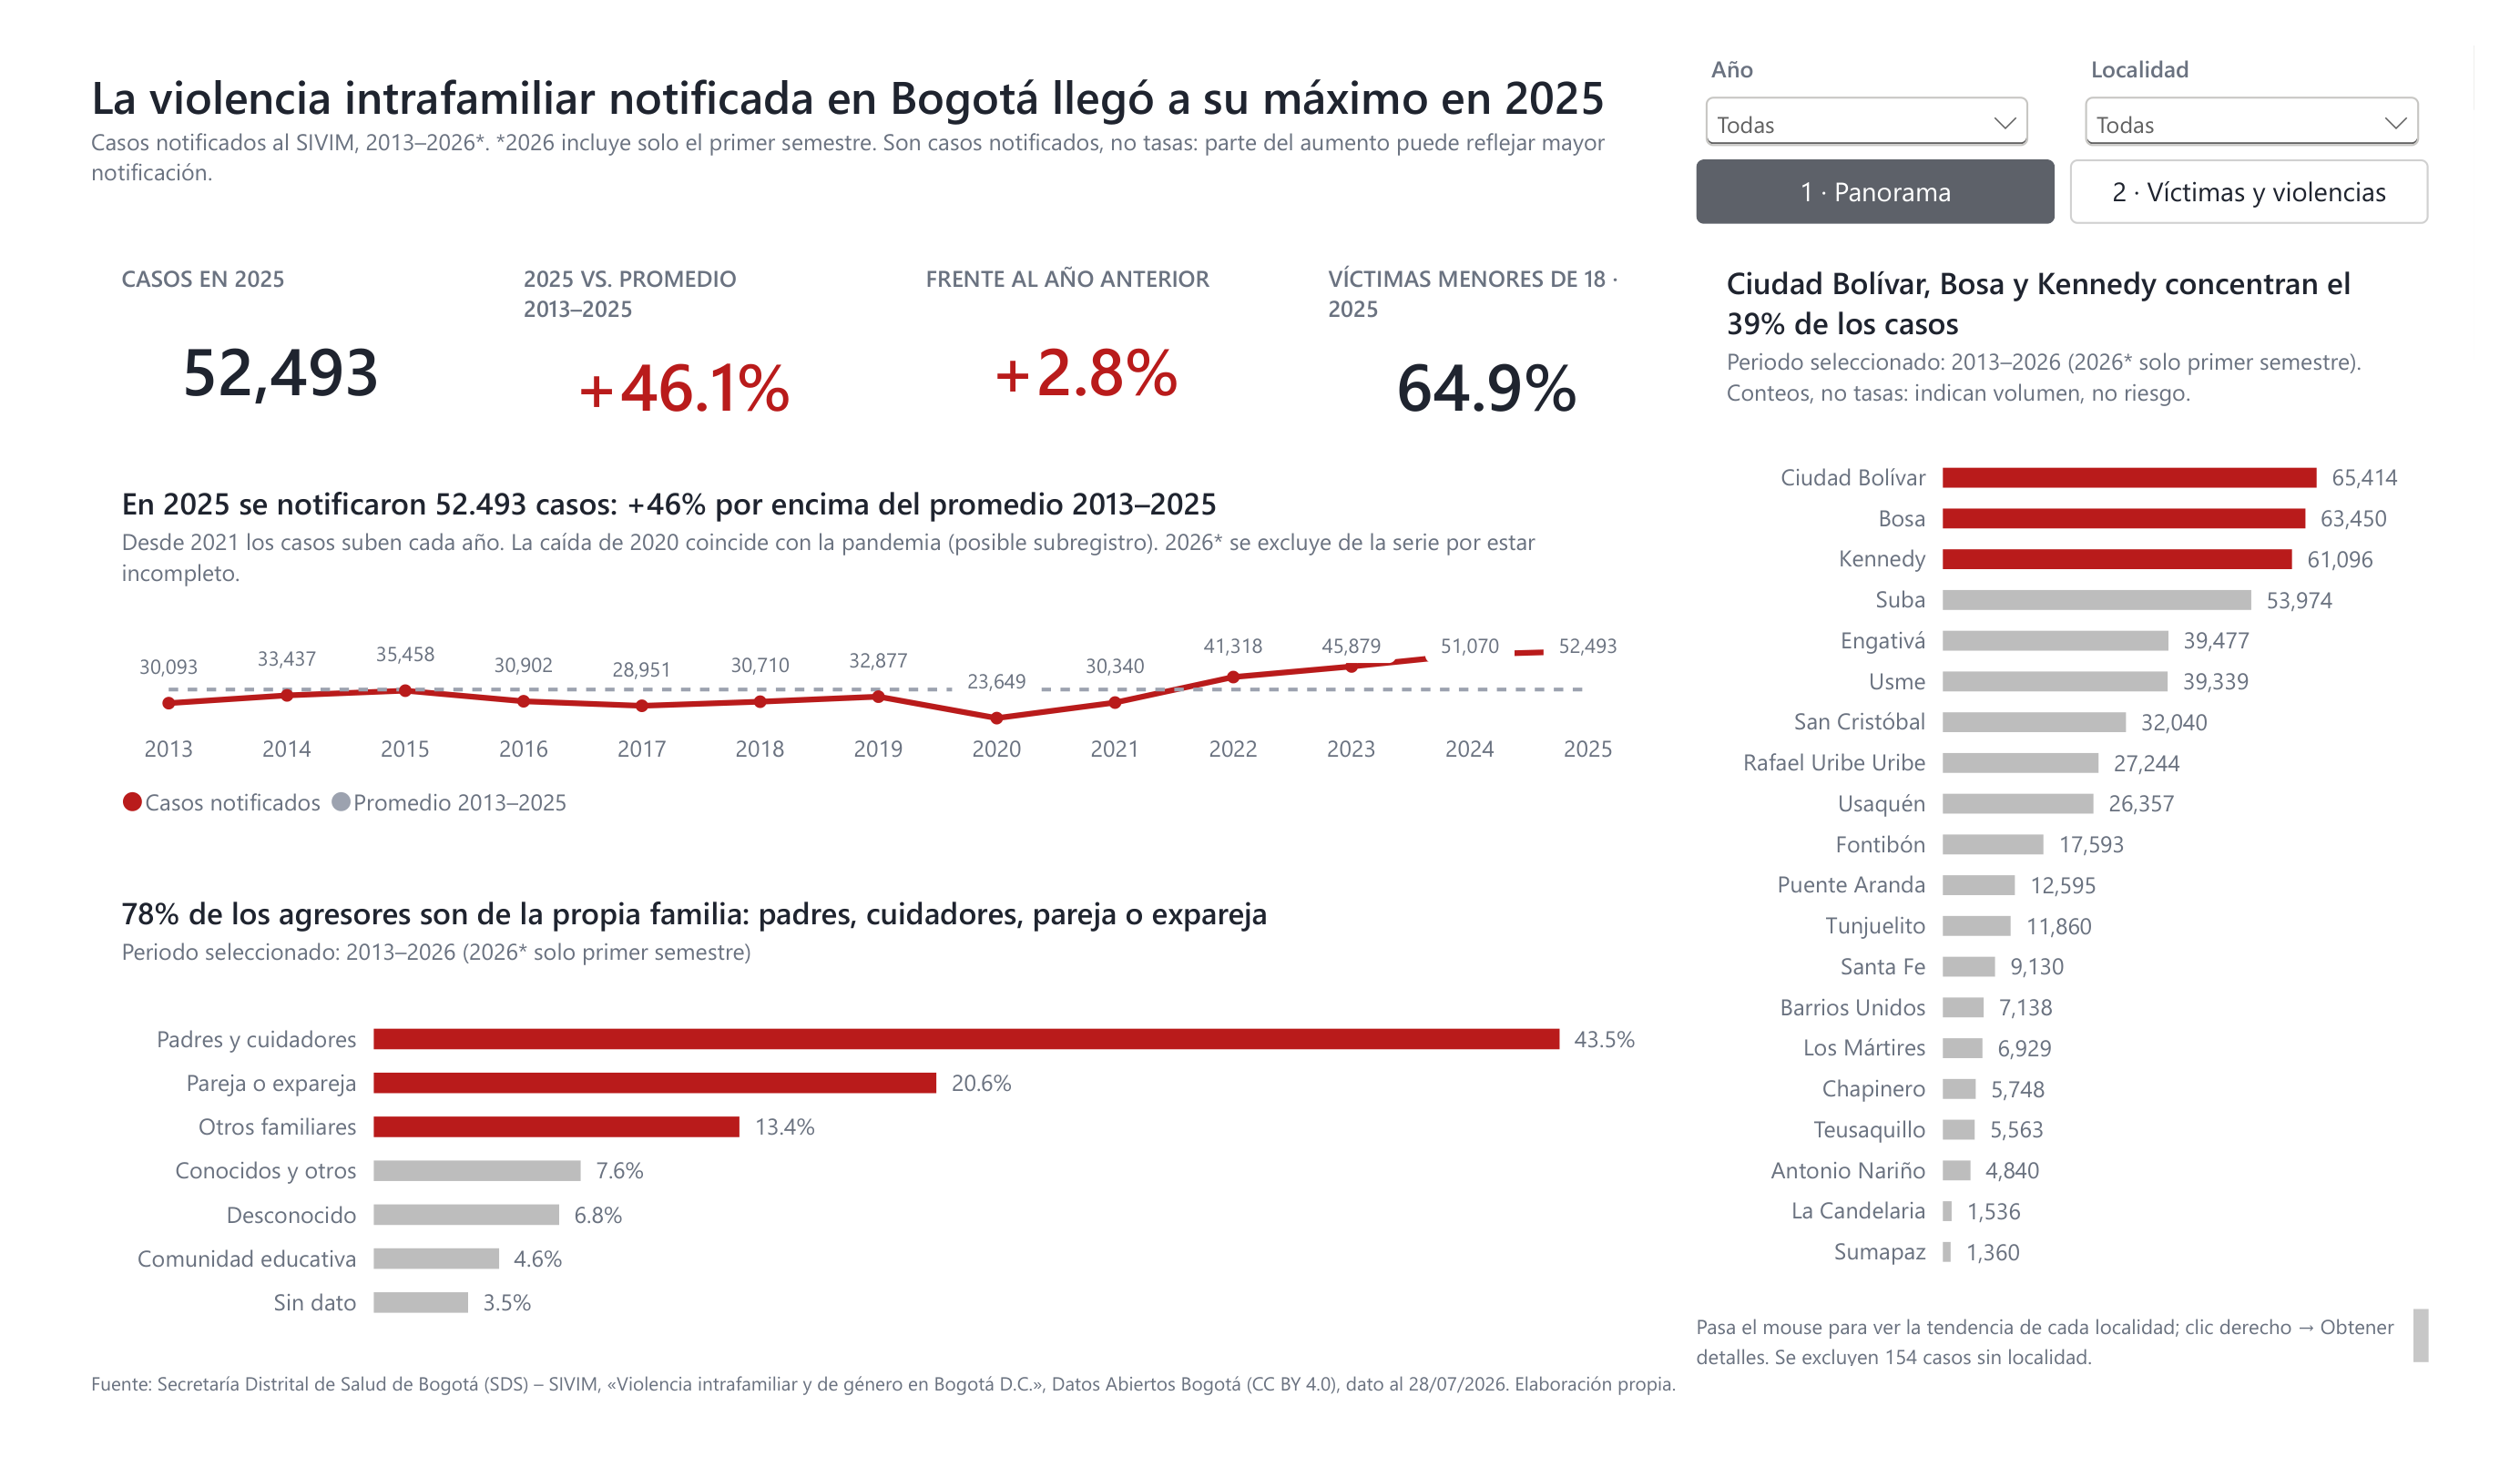 La violencia intrafamiliar notificada en Bogotá llegó a su máximo en 2025
Casos notificados al SIVIM, 2013–2026*. *2026 incluye solo el primer semestre. Son casos notificados, no tasas: parte del aumento puede reflejar mayor
notificación.
Año
Localidad
Todas
Todas
1 · Panorama
2 · Víctimas y violencias
CASOS EN 2025
52,493
2025 VS. PROMEDIO
2013–2025
+46.1%
FRENTE AL AÑO ANTERIOR
+2.8%
VÍCTIMAS MENORES DE 18 ·
2025
64.9%
En 2025 se notificaron 52.493 casos: +46% por encima del promedio 2013–2025
Desde 2021 los casos suben cada año. La caída de 2020 coincide con la pandemia (posible subregistro). 2026* se excluye de la serie por estar
incompleto.
30,093
33,437
35,458
30,902
28,951
30,710
32,877
23,649
30,340
41,318
45,879
51,070
52,493
2013
2014
2015
2016
2017
2018
2019
2020
2021
2022
2023
2024
2025
Casos notificados
Promedio 2013–2025
78% de los agresores son de la propia familia: padres, cuidadores, pareja o expareja
Periodo seleccionado: 2013–2026 (2026* solo primer semestre)
Padres y cuidadores 43.5%
Pareja o expareja 20.6%
Otros familiares 13.4%
Conocidos y otros 7.6%
Desconocido 6.8%
Comunidad educativa 4.6%
Sin dato 3.5%
Ciudad Bolívar, Bosa y Kennedy concentran el
39% de los casos
Periodo seleccionado: 2013–2026 (2026* solo primer semestre).
Conteos, no tasas: indican volumen, no riesgo.
Ciudad Bolívar 65,414
Bosa 63,450
Kennedy 61,096
Suba 53,974
Engativá 39,477
Usme 39,339
San Cristóbal 32,040
Rafael Uribe Uribe 27,244
Usaquén 26,357
Fontibón 17,593
Puente Aranda 12,595
Tunjuelito 11,860
Santa Fe 9,130
Barrios Unidos 7,138
Los Mártires 6,929
Chapinero 5,748
Teusaquillo 5,563
Antonio Nariño 4,840
La Candelaria 1,536
Sumapaz 1,360
Pasa el mouse para ver la tendencia de cada localidad; clic derecho → Obtener
detalles. Se excluyen 154 casos sin localidad.
Fuente: Secretaría Distrital de Salud de Bogotá (SDS) – SIVIM, «Violencia intrafamiliar y de género en Bogotá D.C.», Datos Abiertos Bogotá (CC BY 4.0), dato al 28/07/2026. Elaboración propia.